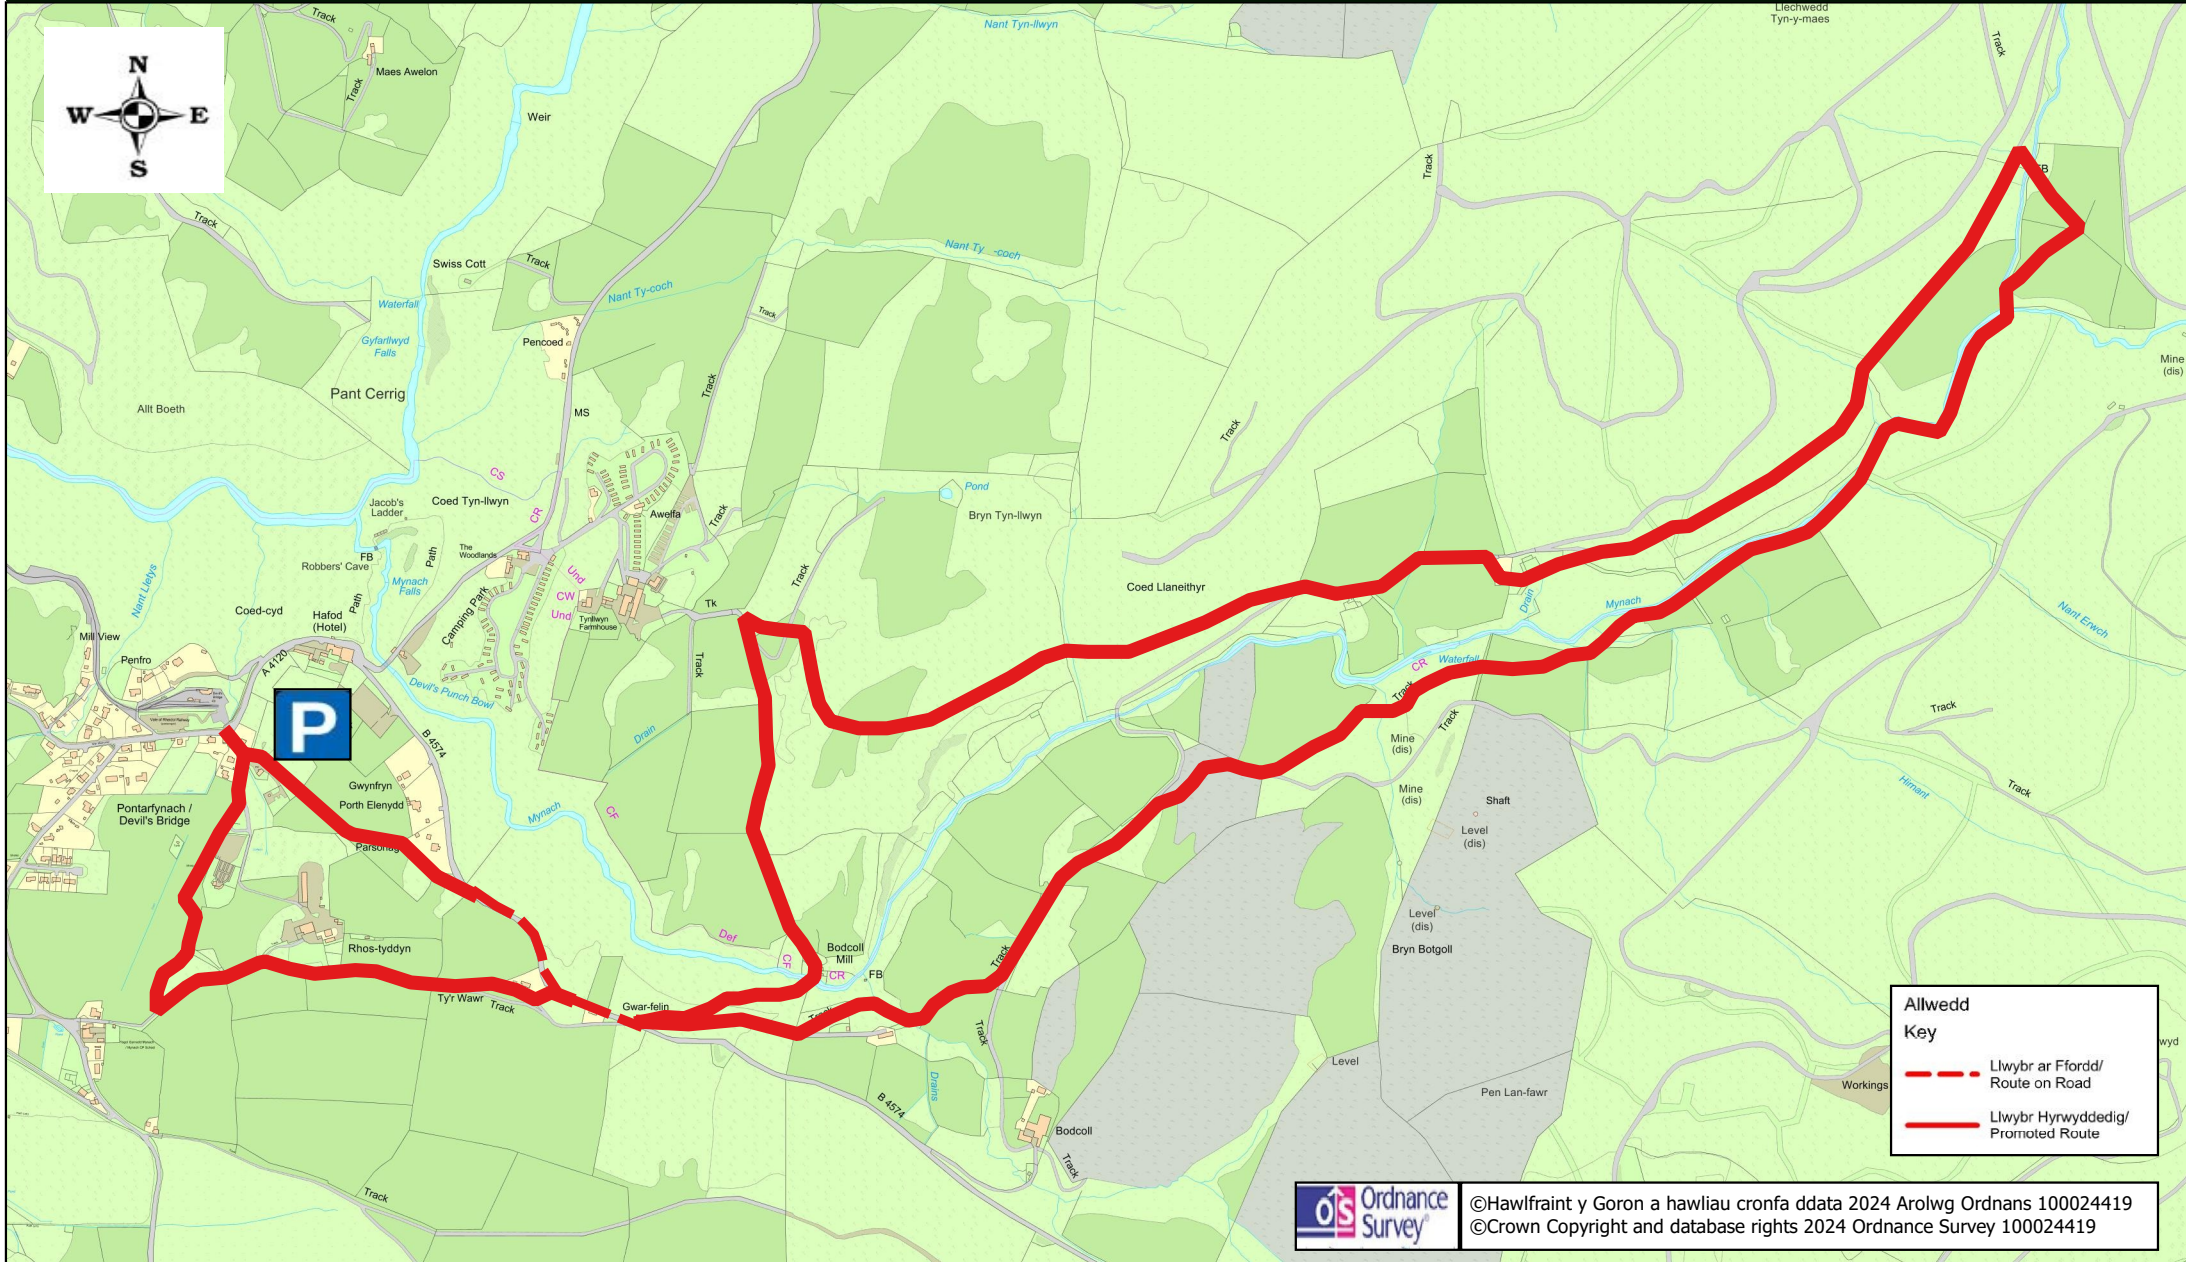 Track
Nant Tyn-llwyn
Llechwedd
Tyn-y-maes
N
W E
S
Maes Awelon
Track
Track
Weir
Track
Track
FB
Track
Swiss Cott
Track
Nant Ty -coch
Nant Ty-coch
Waterfall
Gyfarllwyd
Falls
Track
Pencoed
Mine
(dis)
Pant Cerrig
Track
Allt Boeth
MS
Track
CS
Coed Tyn-llwyn
Pond
Jacob's
Ladder
CR
Awelfa
Track
Bryn Tyn-llwyn
FB
Path
The
Woodlands
Robbers' Cave
Mynach
Falls
Und
CW
Und
Track
Coed Llaneithyr
Nant Lletys
Coed-cyd
Path
Hafod
(Hotel)
Camping Park
Tynllwyn
Farmhouse
Tk
Drain
Mynach
Nant Erwch
Mill View
Penfro
A 4120
Track
CR
Waterfall
Track
Devil's Punch Bowl
P
B 4574
Drain
Mine
(dis)
Track
Track
Gwynfryn
Porth Elenydd
Pontarfynach /
Devil's Bridge
Mynach
CF
Mine
(dis)
Shaft
Hirnant
Track
Level
(dis)
Level
(dis)
Rhos-tyddyn
Def
Bodcoll
Mill
CF
CR
FB
Track
Bryn Botgoll
Ty'r Wawr
Track
Gwar-felin
Track
Drains
Level
B 4574
Bodcoll
Track
Pen Lan-fawr
Workings
Track
Allwedd
Key
Llwybr ar Ffordd/
Route on Road
Llwybr Hyrwyddedig/
Promoted Route
OS Ordnance
Survey
©Hawlfraint y Goron a hawliau cronfa ddata 2024 Arolwg Ordnans 100024419
©Crown Copyright and database rights 2024 Ordnance Survey 100024419